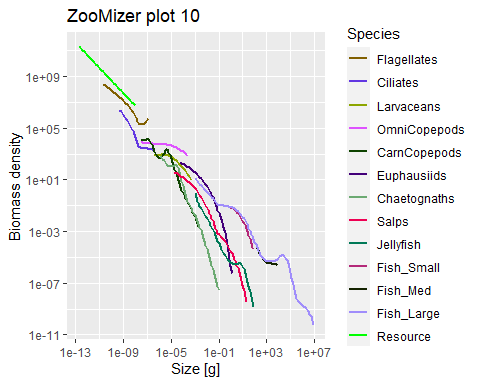 ZooMizer plot 10
Biomass density
1e+09
1e+05
1e+01
1e-03
1e-07
1e-11
1e-13
1e-09
1e-05
1e-01
1e+03
1e+07
Size [g]
Species
Flagellates
Ciliates
Larvaceans
OmniCopepods
CarnCopepods
Euphausiids
Chaetognaths
Salps
Jellyfish
Fish_Small
Fish_Med
Fish_Large
Resource